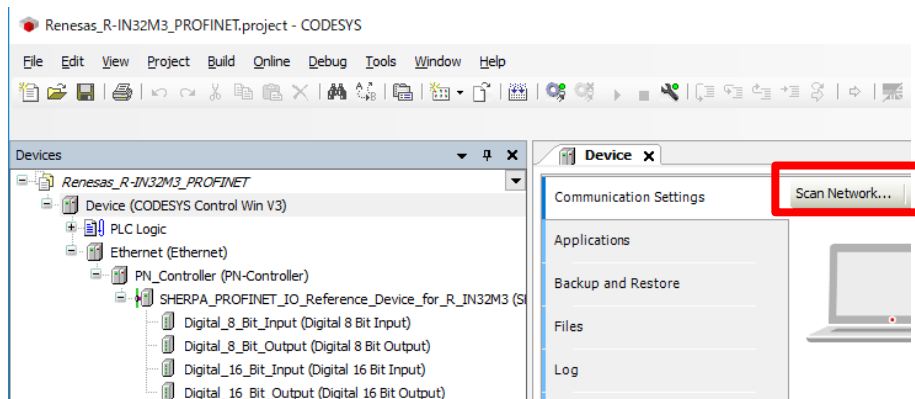 Renesas_R-IN32M3_PROFINET.project - CODESYS
File Edit View Project Build Online Debug Tools Window Help
Devices
Renesas_R-IN32M3_PROFINET
Device (CODESYS Control Win V3)
PLC Logic
Ethernet (Ethernet)
PN_Controller (PN-Controller)
SHERPA_PROFINET_IO_Reference_Device_for_R_IN32M3 (SI
Digital_8_Bit_Input (Digital 8 Bit Input)
Digital_8_Bit_Output (Digital 8 Bit Output)
Digital_16_Bit_Input (Digital 16 Bit Input)
Digital_16_Bit_Output (Digital 16 Bit Output)
Device
Communication Settings
Scan Network...
Applications
Backup and Restore
Files
Log